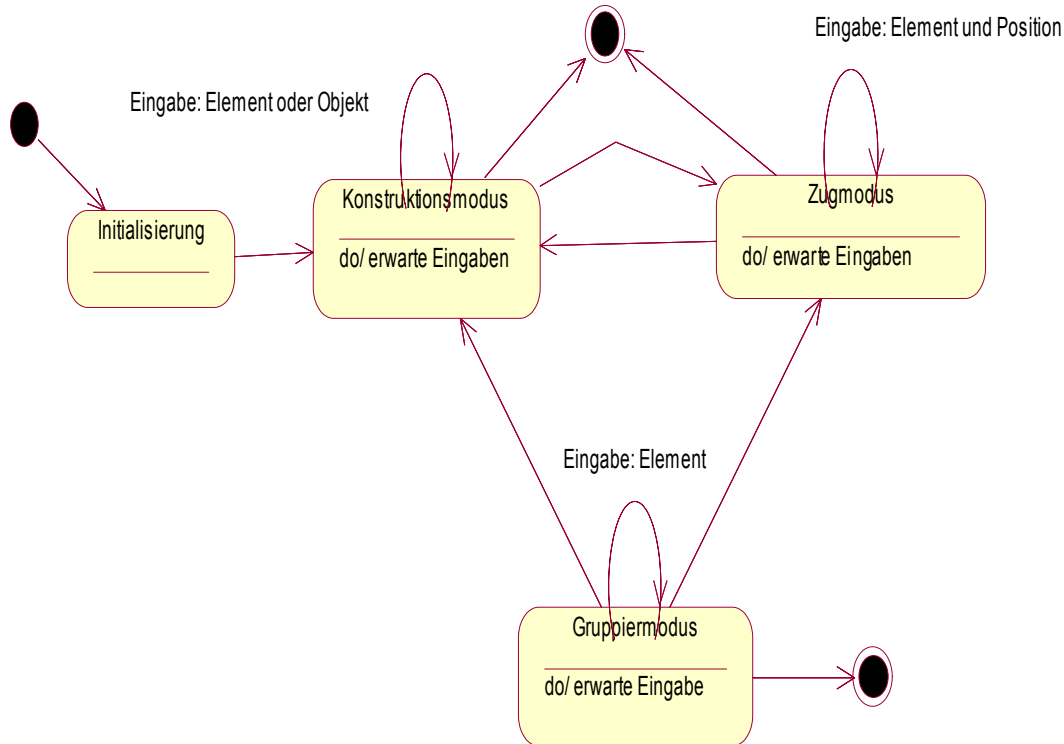 Eingabe: Element und Position
Eingabe: Element oder Objekt
Initialisierung
Konstruktionsmodus
do/ erwarte Eingaben
Zugmodus
do/ erwarte Eingaben
Eingabe: Element
Gruppiermodus
do/ erwarte Eingabe